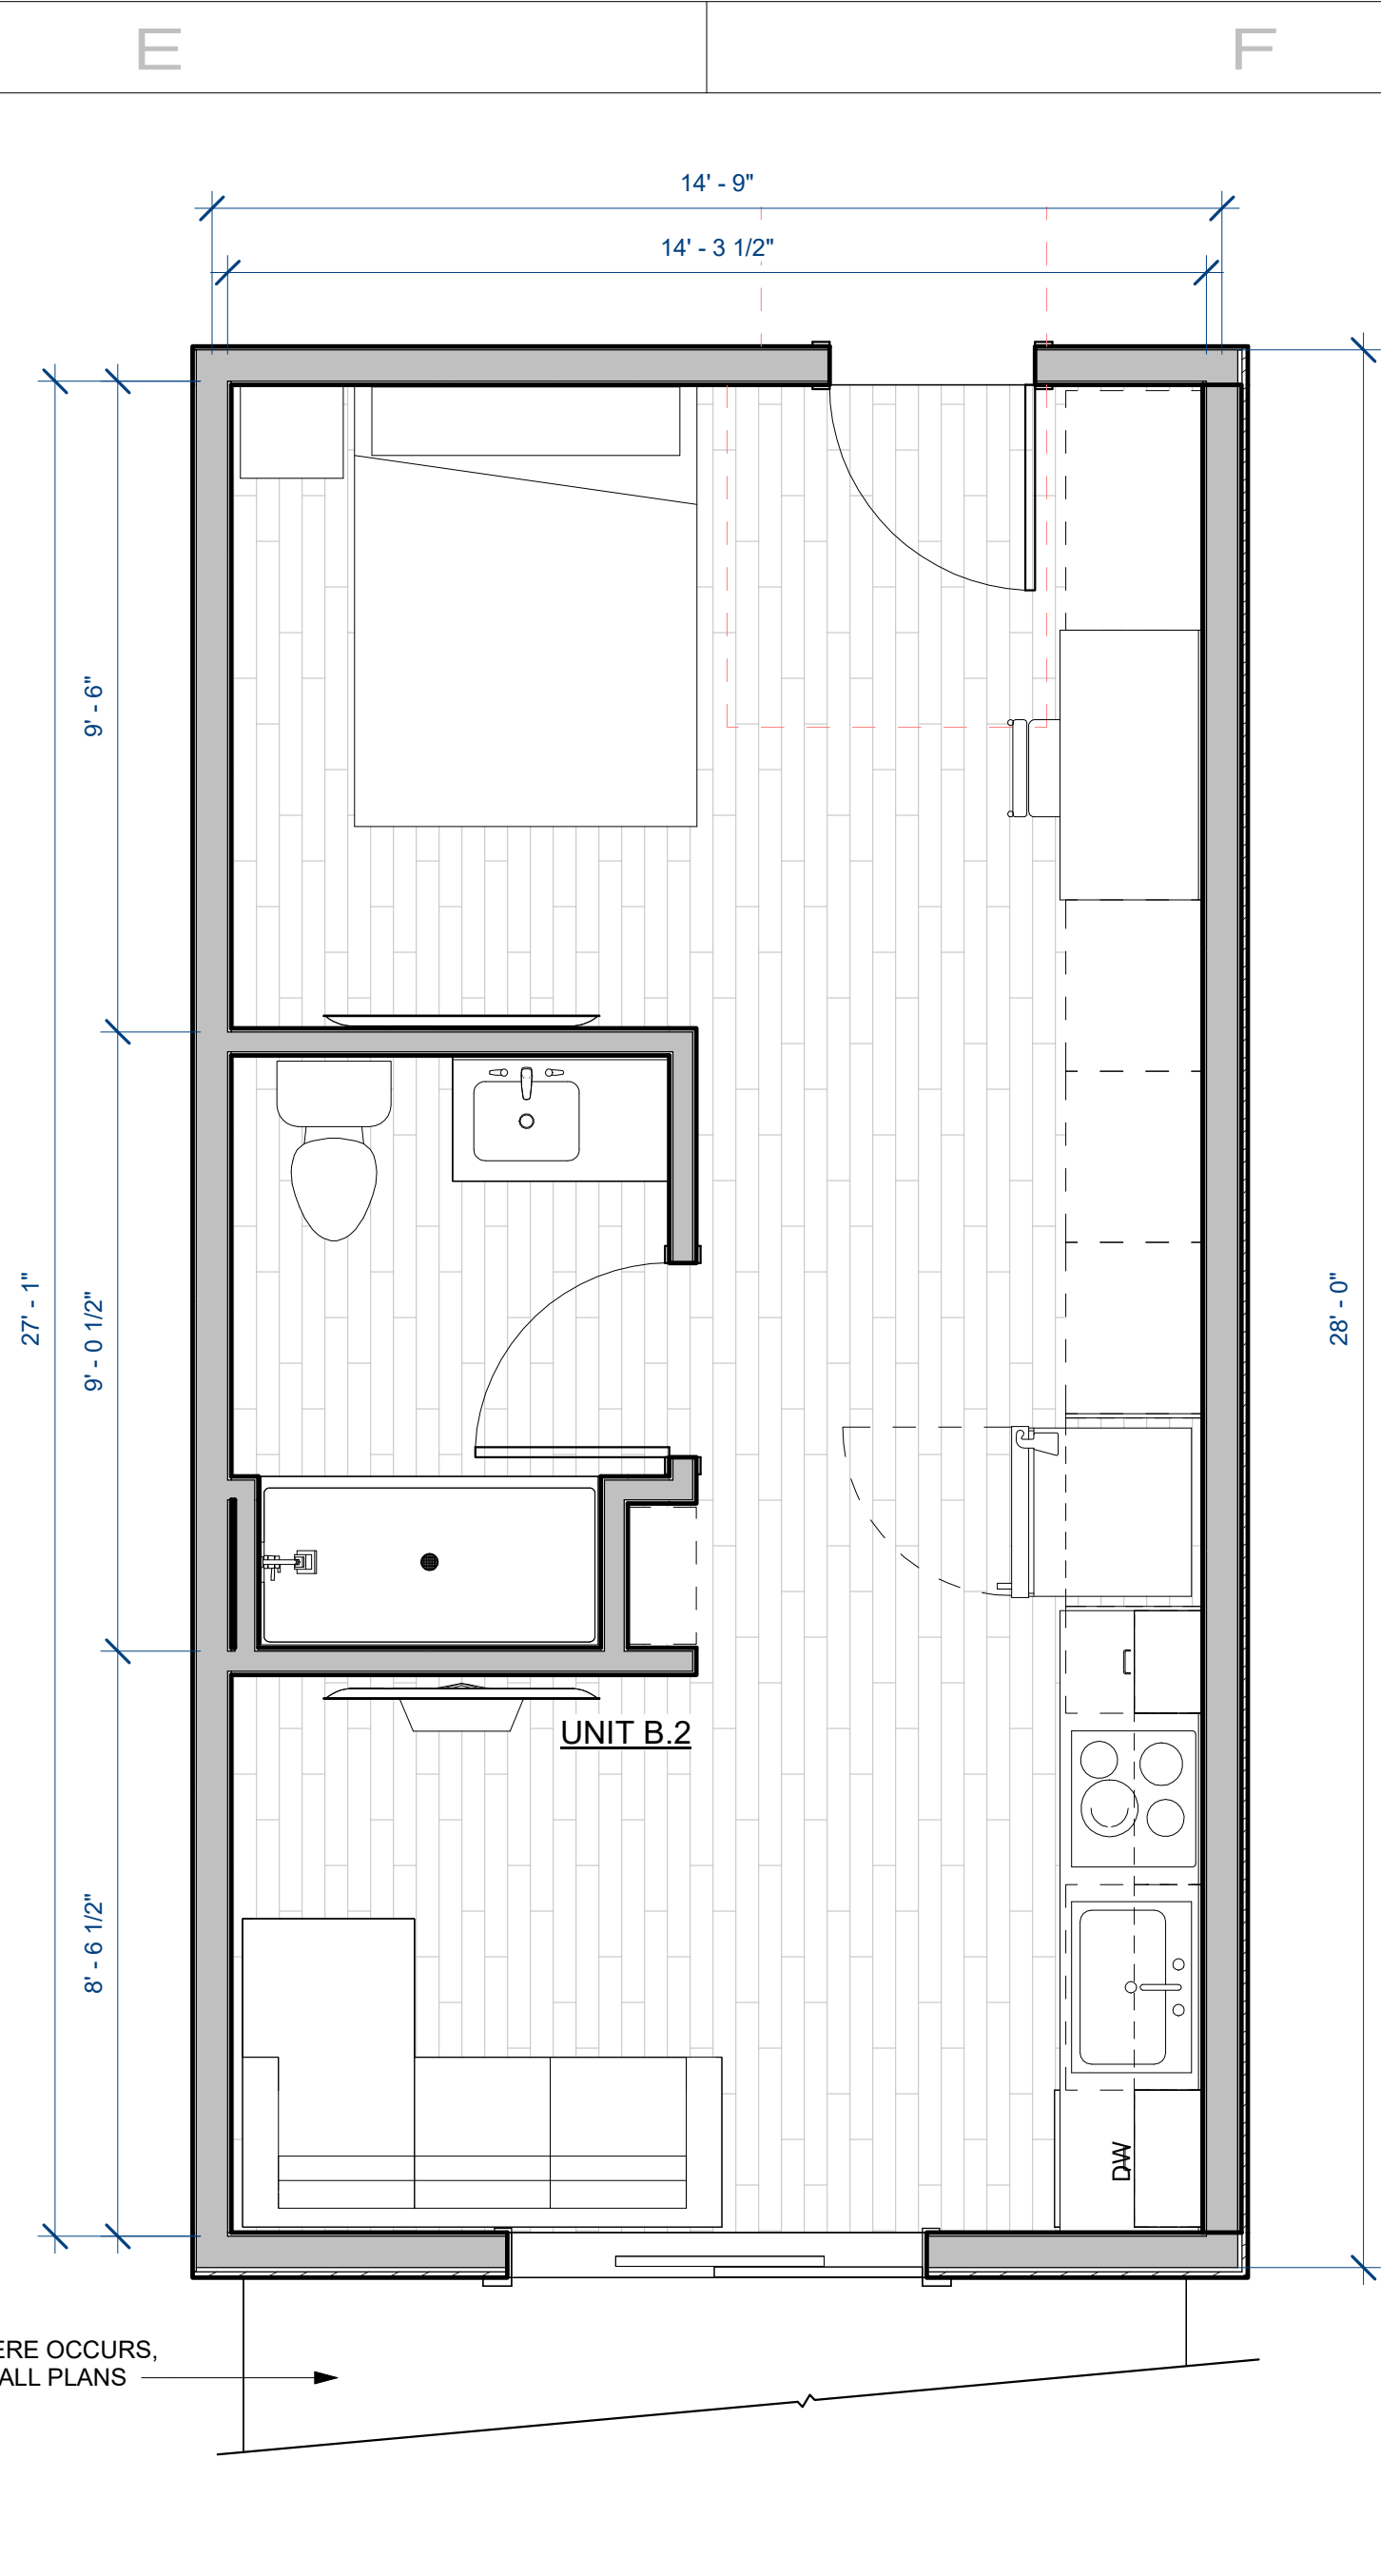 E
F
14' - 9"
14' - 3 1/2"
9' - 6"
27' - 1"
9' - 0 1/2"
28' - 0"
UNIT B.2
8' - 6 1/2"
DW
ERE OCCURS,
ALL PLANS